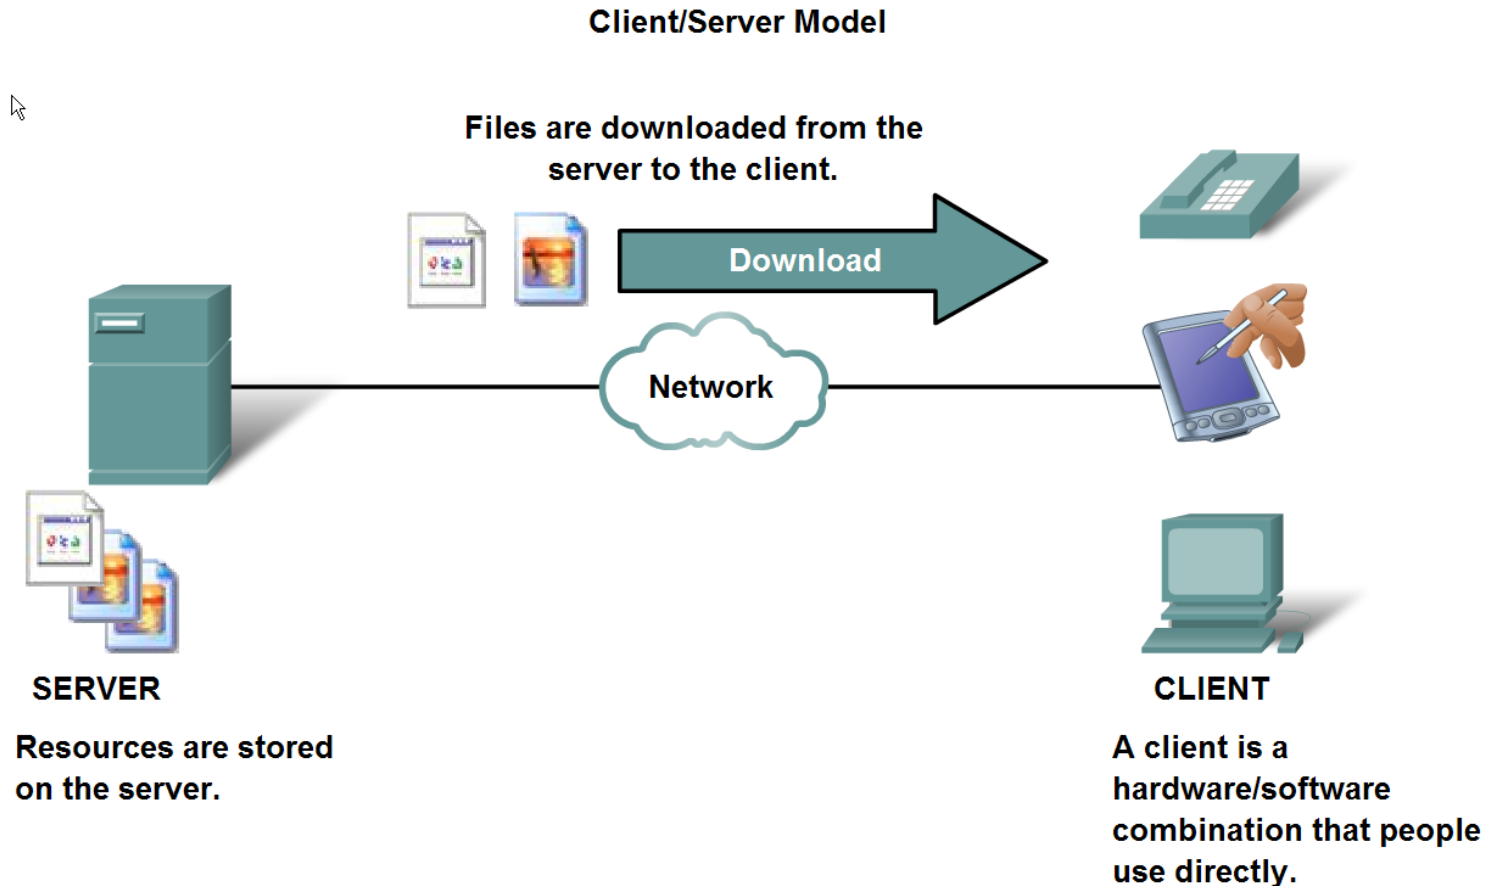 Client/Server Model
Files are downloaded from the
server to the client.
Download
Network
SERVER
Resources are stored
on the server.
CLIENT
A client is a
hardware/software
combination that people
use directly.